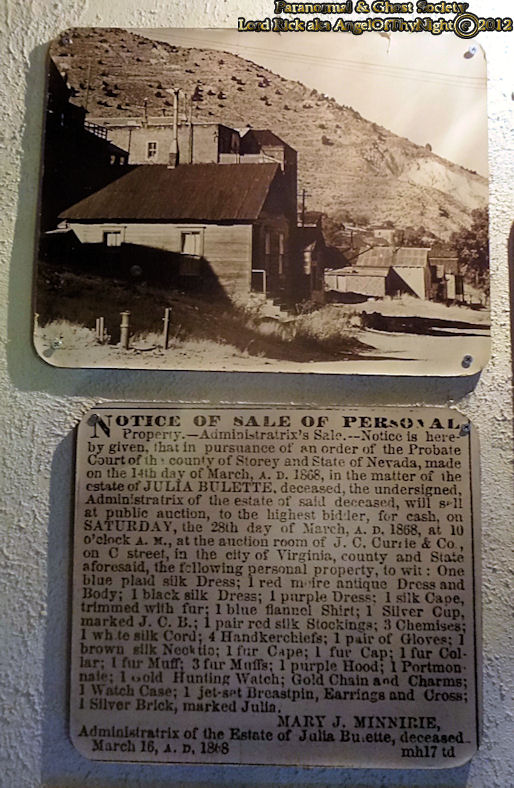 Paranormal & Ghost Society
Lord Rick aka AngelOfThyNight©2012
NOTICE OF SALE OF PERSONAL
Property.—Administratrix's Sale.--Notice is here-
by given, that in pursuance of an order of the Probate
Court of the county of Storey and State of Nevada, made
on the 14th day of March, A. D. 1868, in the matter of the
estate of JULIA BULETTE, deceased, the undersigned,
Administratrix of the estate of said deceased, will sell
at public auction, to the highest bidder, for cash, on
SATURDAY, the 28th day of March, A. D. 1868, at 10
o'clock A. M., at the auction room of J. C. Currie & Co.,
on C street, in the city of Virginia, county and State
aforesaid, the following personal property, to wit: One
blue plaid silk Dress; 1 red moire antique Dress and
Body; 1 black silk Dress; 1 purple Dress; 1 silk Cape,
trimmed with fur; 1 blue flannel Shirt; 1 Silver Cup,
marked J. C. B.; 1 pair red silk Stockings; 3 Chemises;
1 white silk Cord; 4 Handkerchiefs; 1 pair of Gloves; 1
brown silk Necktie; 1 fur Cape; 1 fur Cap; 1 fur Col-
lar; 1 fur Muff; 3 fur Muffs; 1 purple Hood; 1 Portmon-
naie; 1 Gold Hunting Watch; Gold Chain and Charms;
1 Watch Case; 1 jet-set Breastpin, Earrings and Cross;
1 Silver Brick, marked Julia.
MARY J. MINNIRIE,
Administratrix of the Estate of Julia Bulette, deceased.
March 16, A. D, 1868 mh17 td